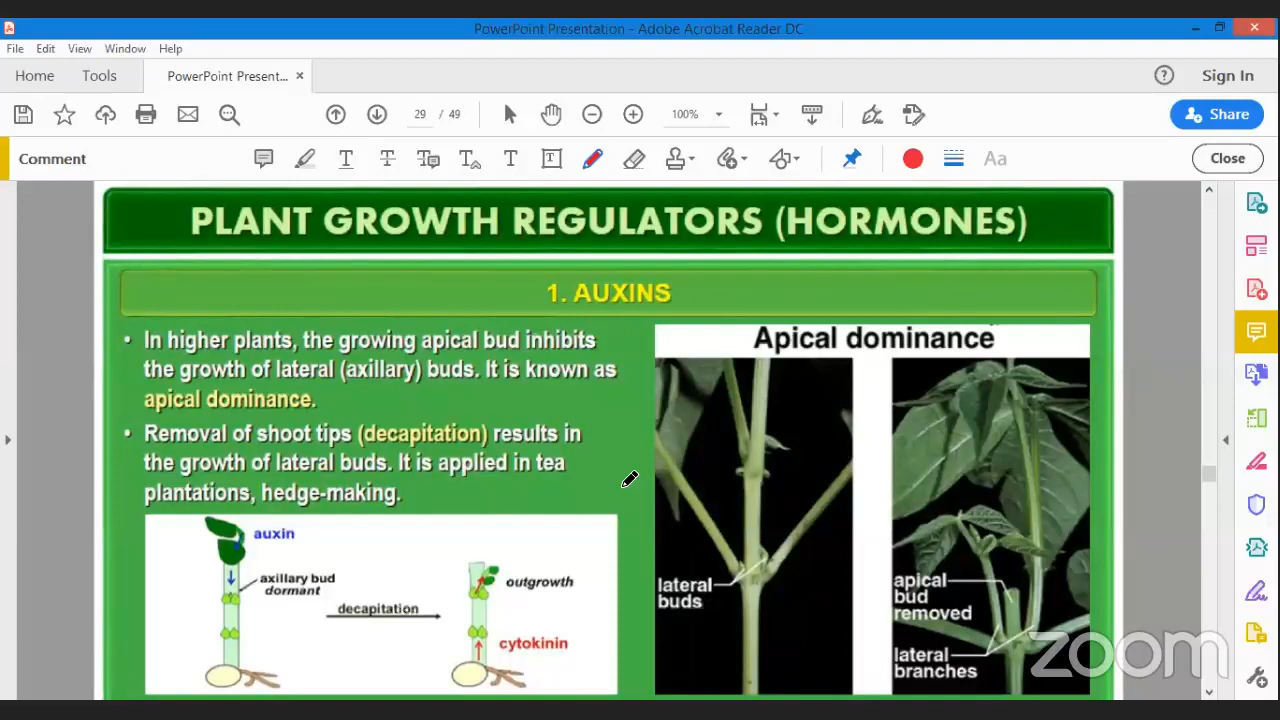 PowerPoint Presentation - Adobe Acrobat Reader DC
File Edit View Window Help
Home Tools PowerPoint Present... × Sign In
29 / 49 100% Share
Comment Aa Close
PLANT GROWTH REGULATORS (HORMONES)
1. AUXINS
• In higher plants, the growing apical bud inhibits
the growth of lateral (axillary) buds. It is known as
apical dominance.
• Removal of shoot tips (decapitation) results in
the growth of lateral buds. It is applied in tea
plantations, hedge-making.
auxin
axillary bud
dormant
decapitation
outgrowth
cytokinin
Apical dominance
lateral
buds
apical
bud
removed
lateral
branches
zoom